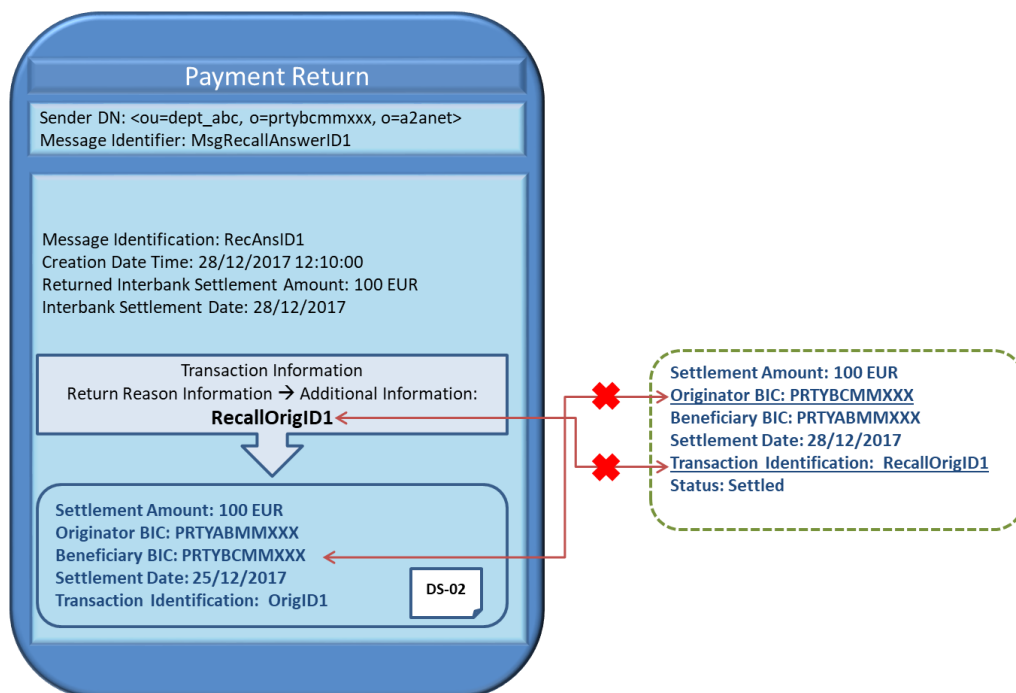 Payment Return
Sender DN: <ou=dept_abc, o=prtybcmmxxx, o=a2anet>
Message Identifier: MsgRecallAnswerID1
Message Identification: RecAnsID1
Creation Date Time: 28/12/2017 12:10:00
Returned Interbank Settlement Amount: 100 EUR
Interbank Settlement Date: 28/12/2017
Transaction Information
Return Reason Information → Additional Information:
RecallOrigID1
Settlement Amount: 100 EUR
Originator BIC: PRTYABMMXXX
Beneficiary BIC: PRTYBCMMXXX
Settlement Date: 25/12/2017
Transaction Identification: OrigID1
DS-02
Settlement Amount: 100 EUR
Originator BIC: PRTYBCMMXXX
Beneficiary BIC: PRTYABMMXXX
Settlement Date: 28/12/2017
Transaction Identification: RecallOrigID1
Status: Settled